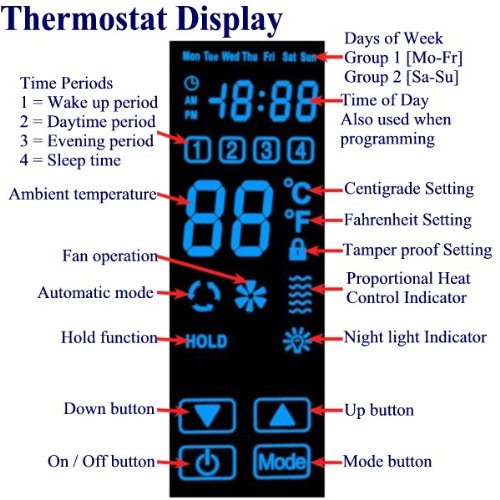 Thermostat Display
Days of Week
Group 1 [Mo-Fr]
Group 2 [Sa-Su]
Mon Tue Wed Thu Fri Sat Sun
Time Periods
1 = Wake up period
2 = Daytime period
3 = Evening period
4 = Sleep time
AM
PM
-18:88
Time of Day
Also used when
programming
1 2 3 4
Ambient temperature
88
°C
Centigrade Setting
°F
Fahrenheit Setting
Tamper proof Setting
Fan operation
Automatic mode
Proportional Heat
Control Indicator
Hold function
HOLD
Night light Indicator
Down button
Up button
On / Off button
Mode
Mode button